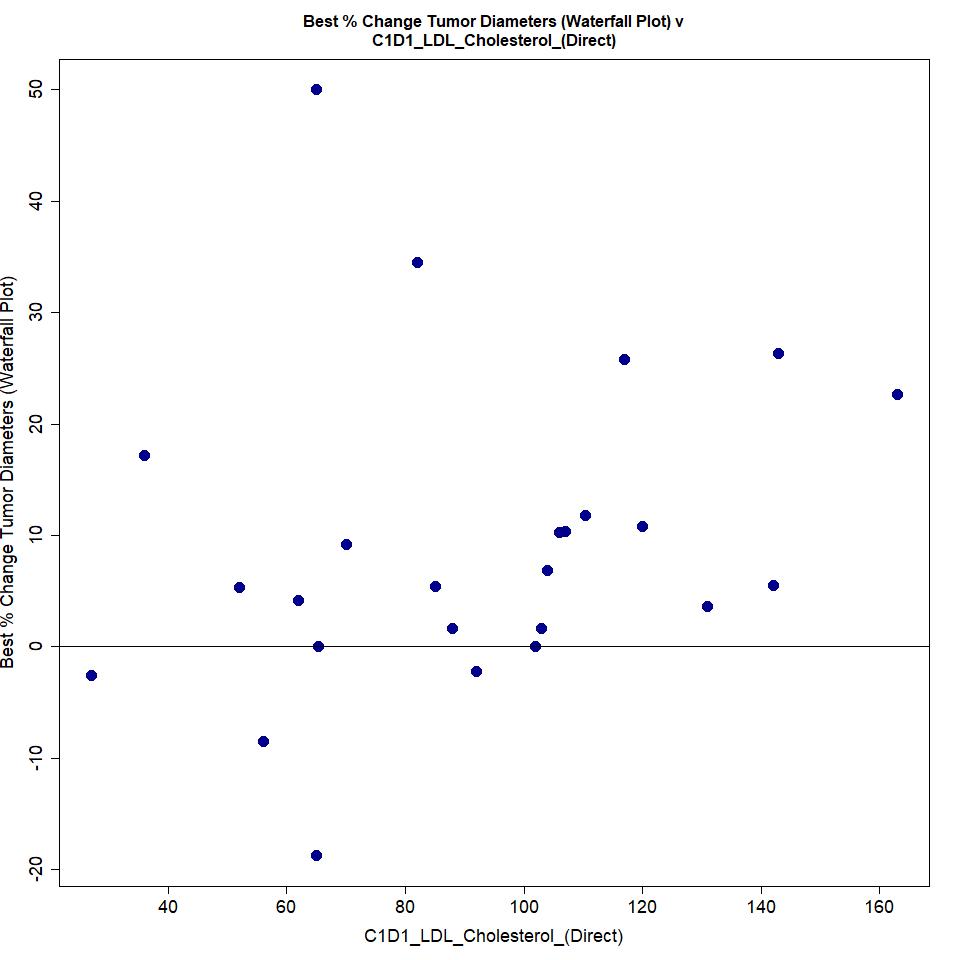 Best % Change Tumor Diameters (Waterfall Plot) v
C1D1_LDL_Cholesterol_(Direct)
50
40
30
20
10
0
-10
-20
Best % Change Tumor Diameters (Waterfall Plot)
40 60 80 100 120 140 160
C1D1_LDL_Cholesterol_(Direct)